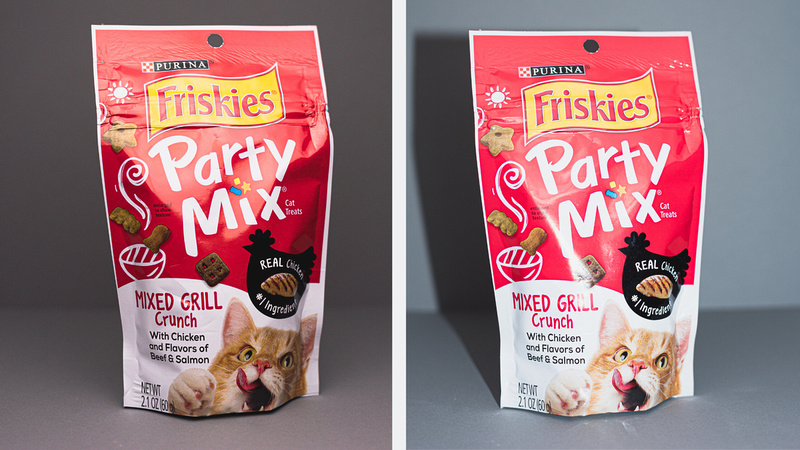 PURINA
Friskies
Party
Mix®
Cat
Treats
REAL Chicken
#1 Ingredient
MIXED GRILL
Crunch
With Chicken
and Flavors of
Beef & Salmon
NET WT
2.1 OZ (60g
PURINA
Friskies
Party
Mix®
Cat
Treats
REAL Chicken
#1 Ingredient
MIXED GRILL
Crunch
With Chicken
and Flavors of
Beef & Salmon
NET WT
2.1 OZ (60